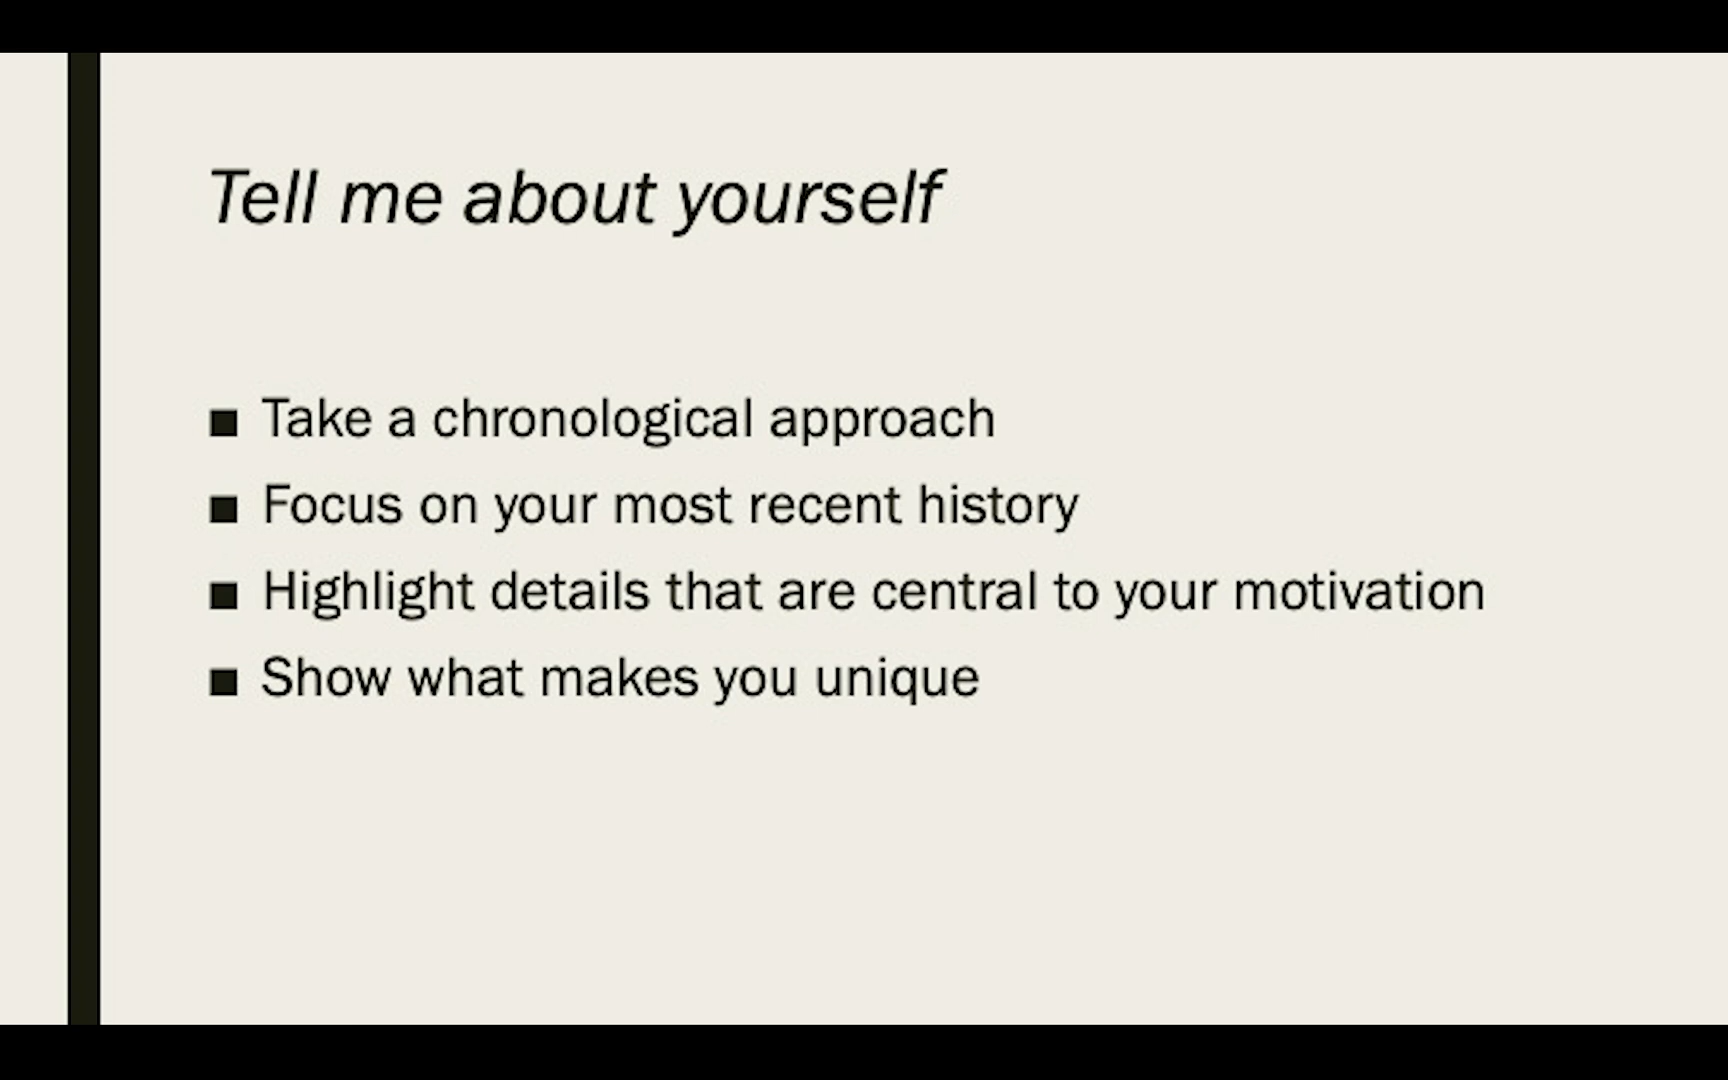 Tell me about yourself
■ Take a chronological approach
■ Focus on your most recent history
■ Highlight details that are central to your motivation
■ Show what makes you unique